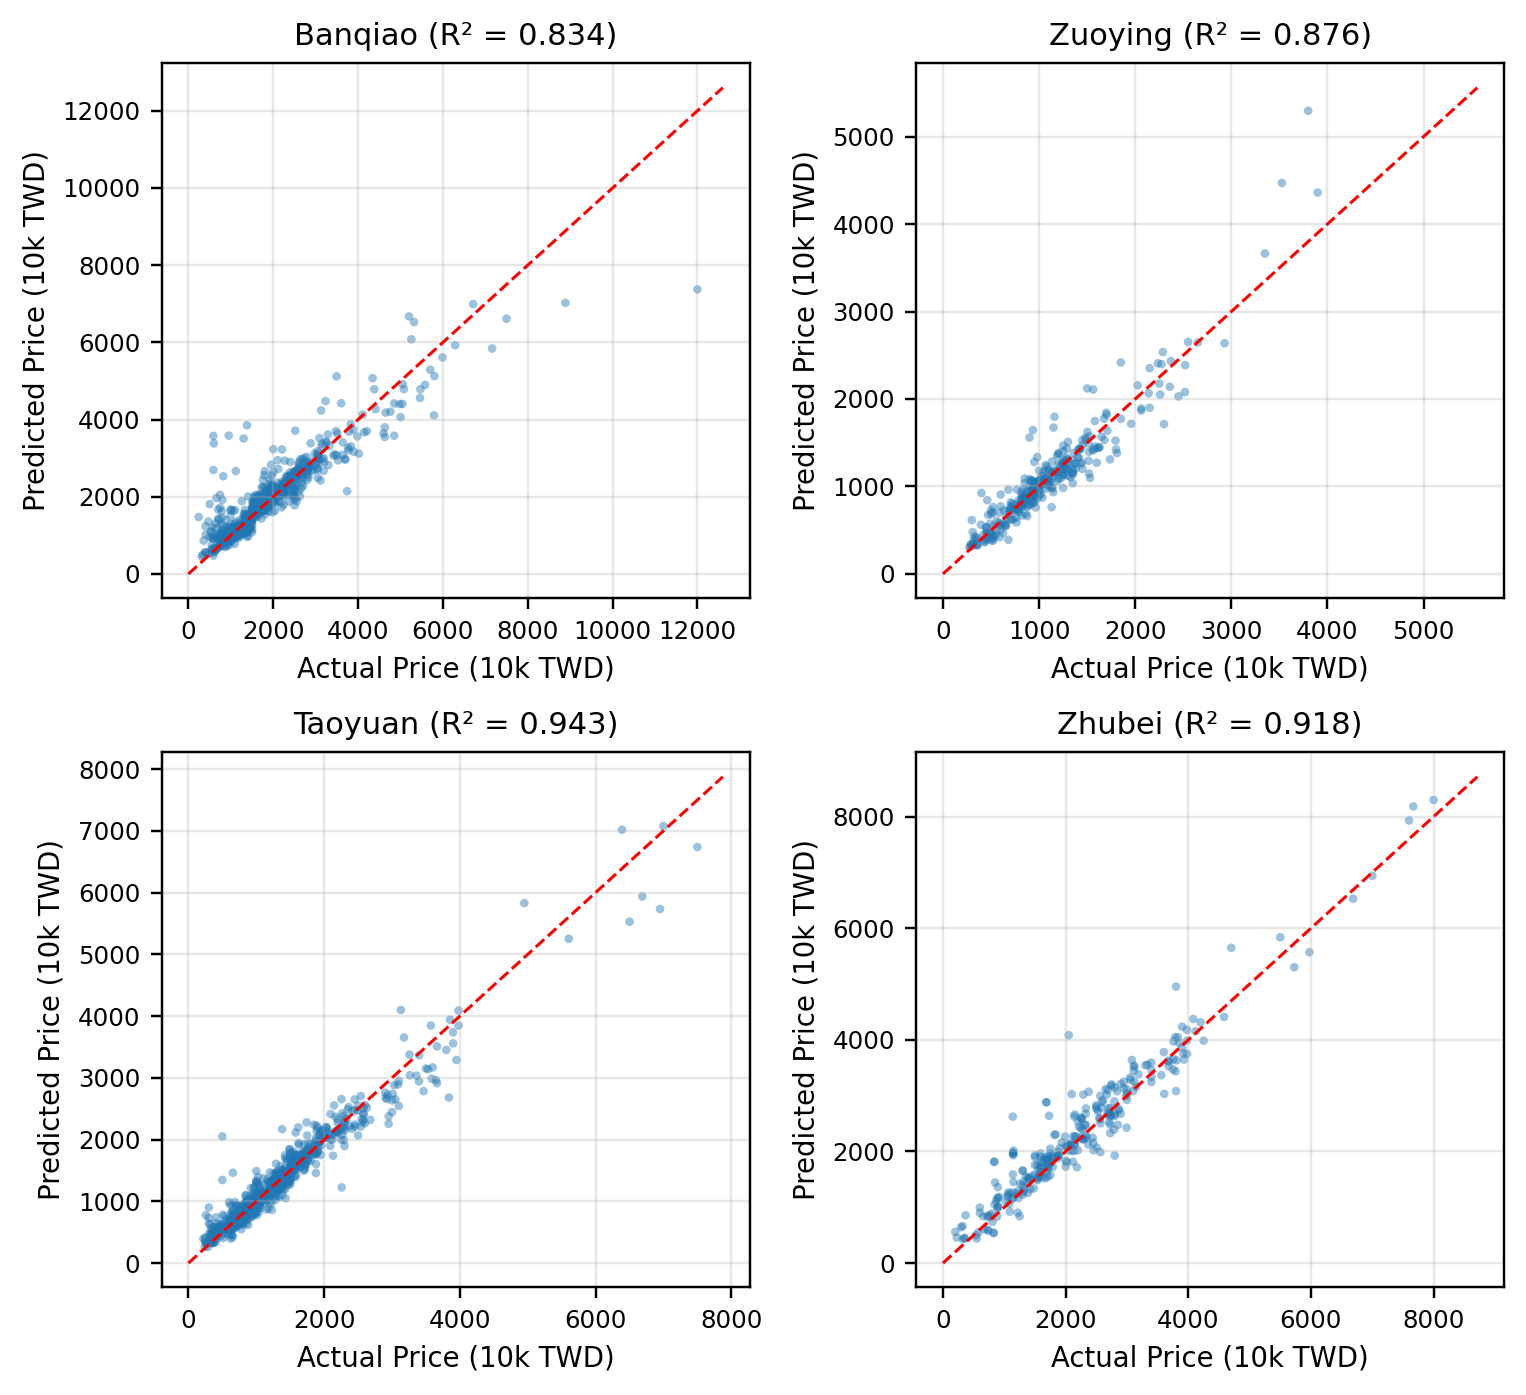 Banqiao (R² = 0.834)
12000
10000
8000
6000
4000
2000
0
Predicted Price (10k TWD)
0 2000 4000 6000 8000 10000 12000
Actual Price (10k TWD)
Zuoying (R² = 0.876)
5000
4000
3000
2000
1000
0
Predicted Price (10k TWD)
0 1000 2000 3000 4000 5000
Actual Price (10k TWD)
Taoyuan (R² = 0.943)
8000
7000
6000
5000
4000
3000
2000
1000
0
Predicted Price (10k TWD)
0 2000 4000 6000 8000
Actual Price (10k TWD)
Zhubei (R² = 0.918)
8000
6000
4000
2000
0
Predicted Price (10k TWD)
0 2000 4000 6000 8000
Actual Price (10k TWD)